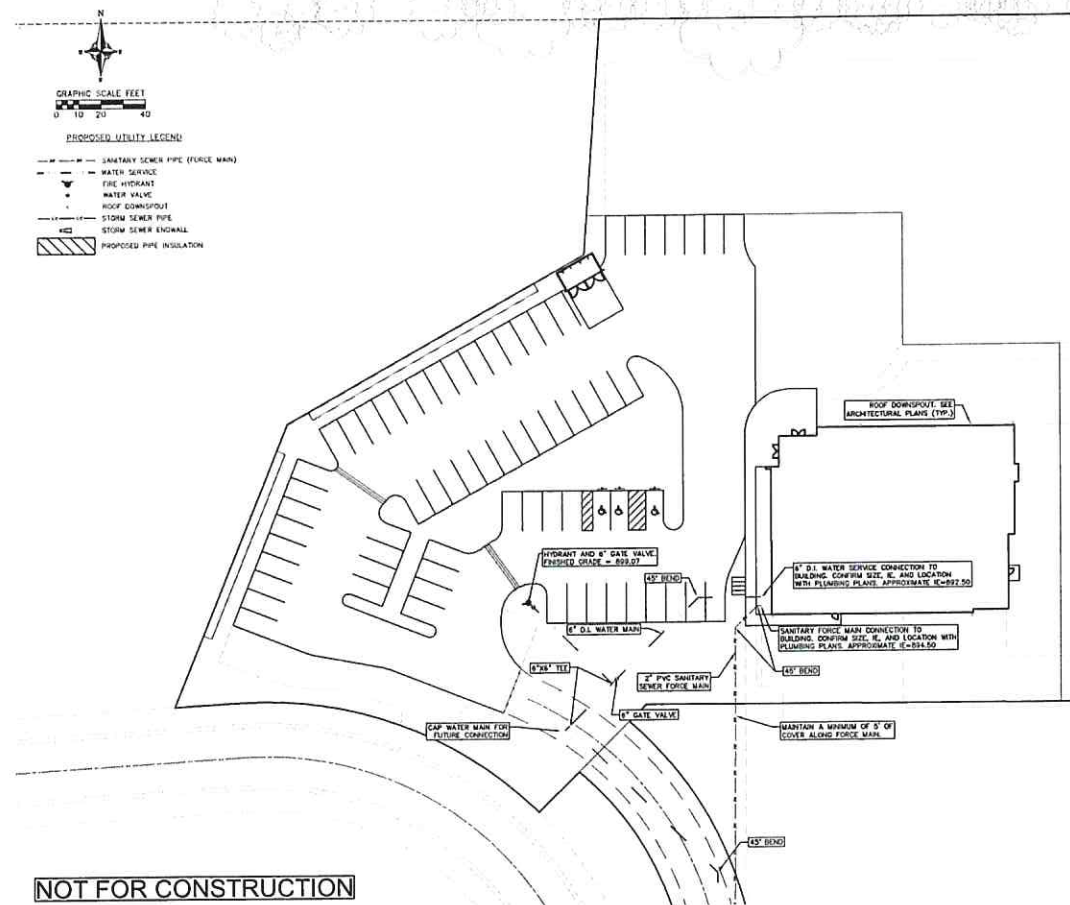 N
GRAPHIC SCALE FEET
0 10 20 40
PROPOSED UTILITY LEGEND
SANITARY SEWER PIPE (FORCE MAIN)
WATER SERVICE
FIRE HYDRANT
WATER VALVE
ROOF DOWNSPOUT
STORM SEWER PIPE
STORM SEWER ENDWALL
PROPOSED PIPE INSULATION
ROOF DOWNSPOUT. SEE
ARCHITECTURAL PLANS (TYP.)
HYDRANT AND 6" GATE VALVE.
FINISHED GRADE = 899.07
45° BEND
6" D.I. WATER SERVICE CONNECTION TO
BUILDING. CONFIRM SIZE, IE, AND LOCATION
WITH PLUMBING PLANS. APPROXIMATE IE=892.50
6" D.I. WATER MAIN
SANITARY FORCE MAIN CONNECTION TO
BUILDING. CONFIRM SIZE, IE, AND LOCATION WITH
PLUMBING PLANS. APPROXIMATE IE=894.50
6"X6" TEE
2" PVC SANITARY
SEWER FORCE MAIN
45° BEND
6" GATE VALVE
CAP WATER MAIN FOR
FUTURE CONNECTION
MAINTAIN A MINIMUM OF 5' OF
COVER ALONG FORCE MAIN.
45° BEND
NOT FOR CONSTRUCTION